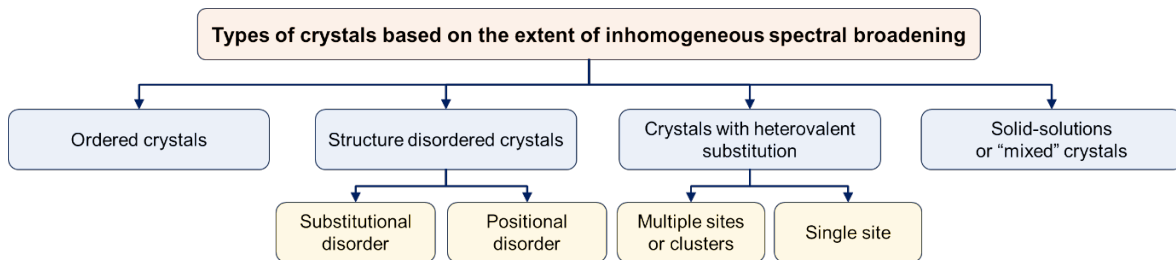 Types of crystals based on the extent of inhomogeneous spectral broadening
Ordered crystals
Structure disordered crystals
Crystals with heterovalent
substitution
Solid-solutions
or “mixed” crystals
Substitutional
disorder
Positional
disorder
Multiple sites
or clusters
Single site